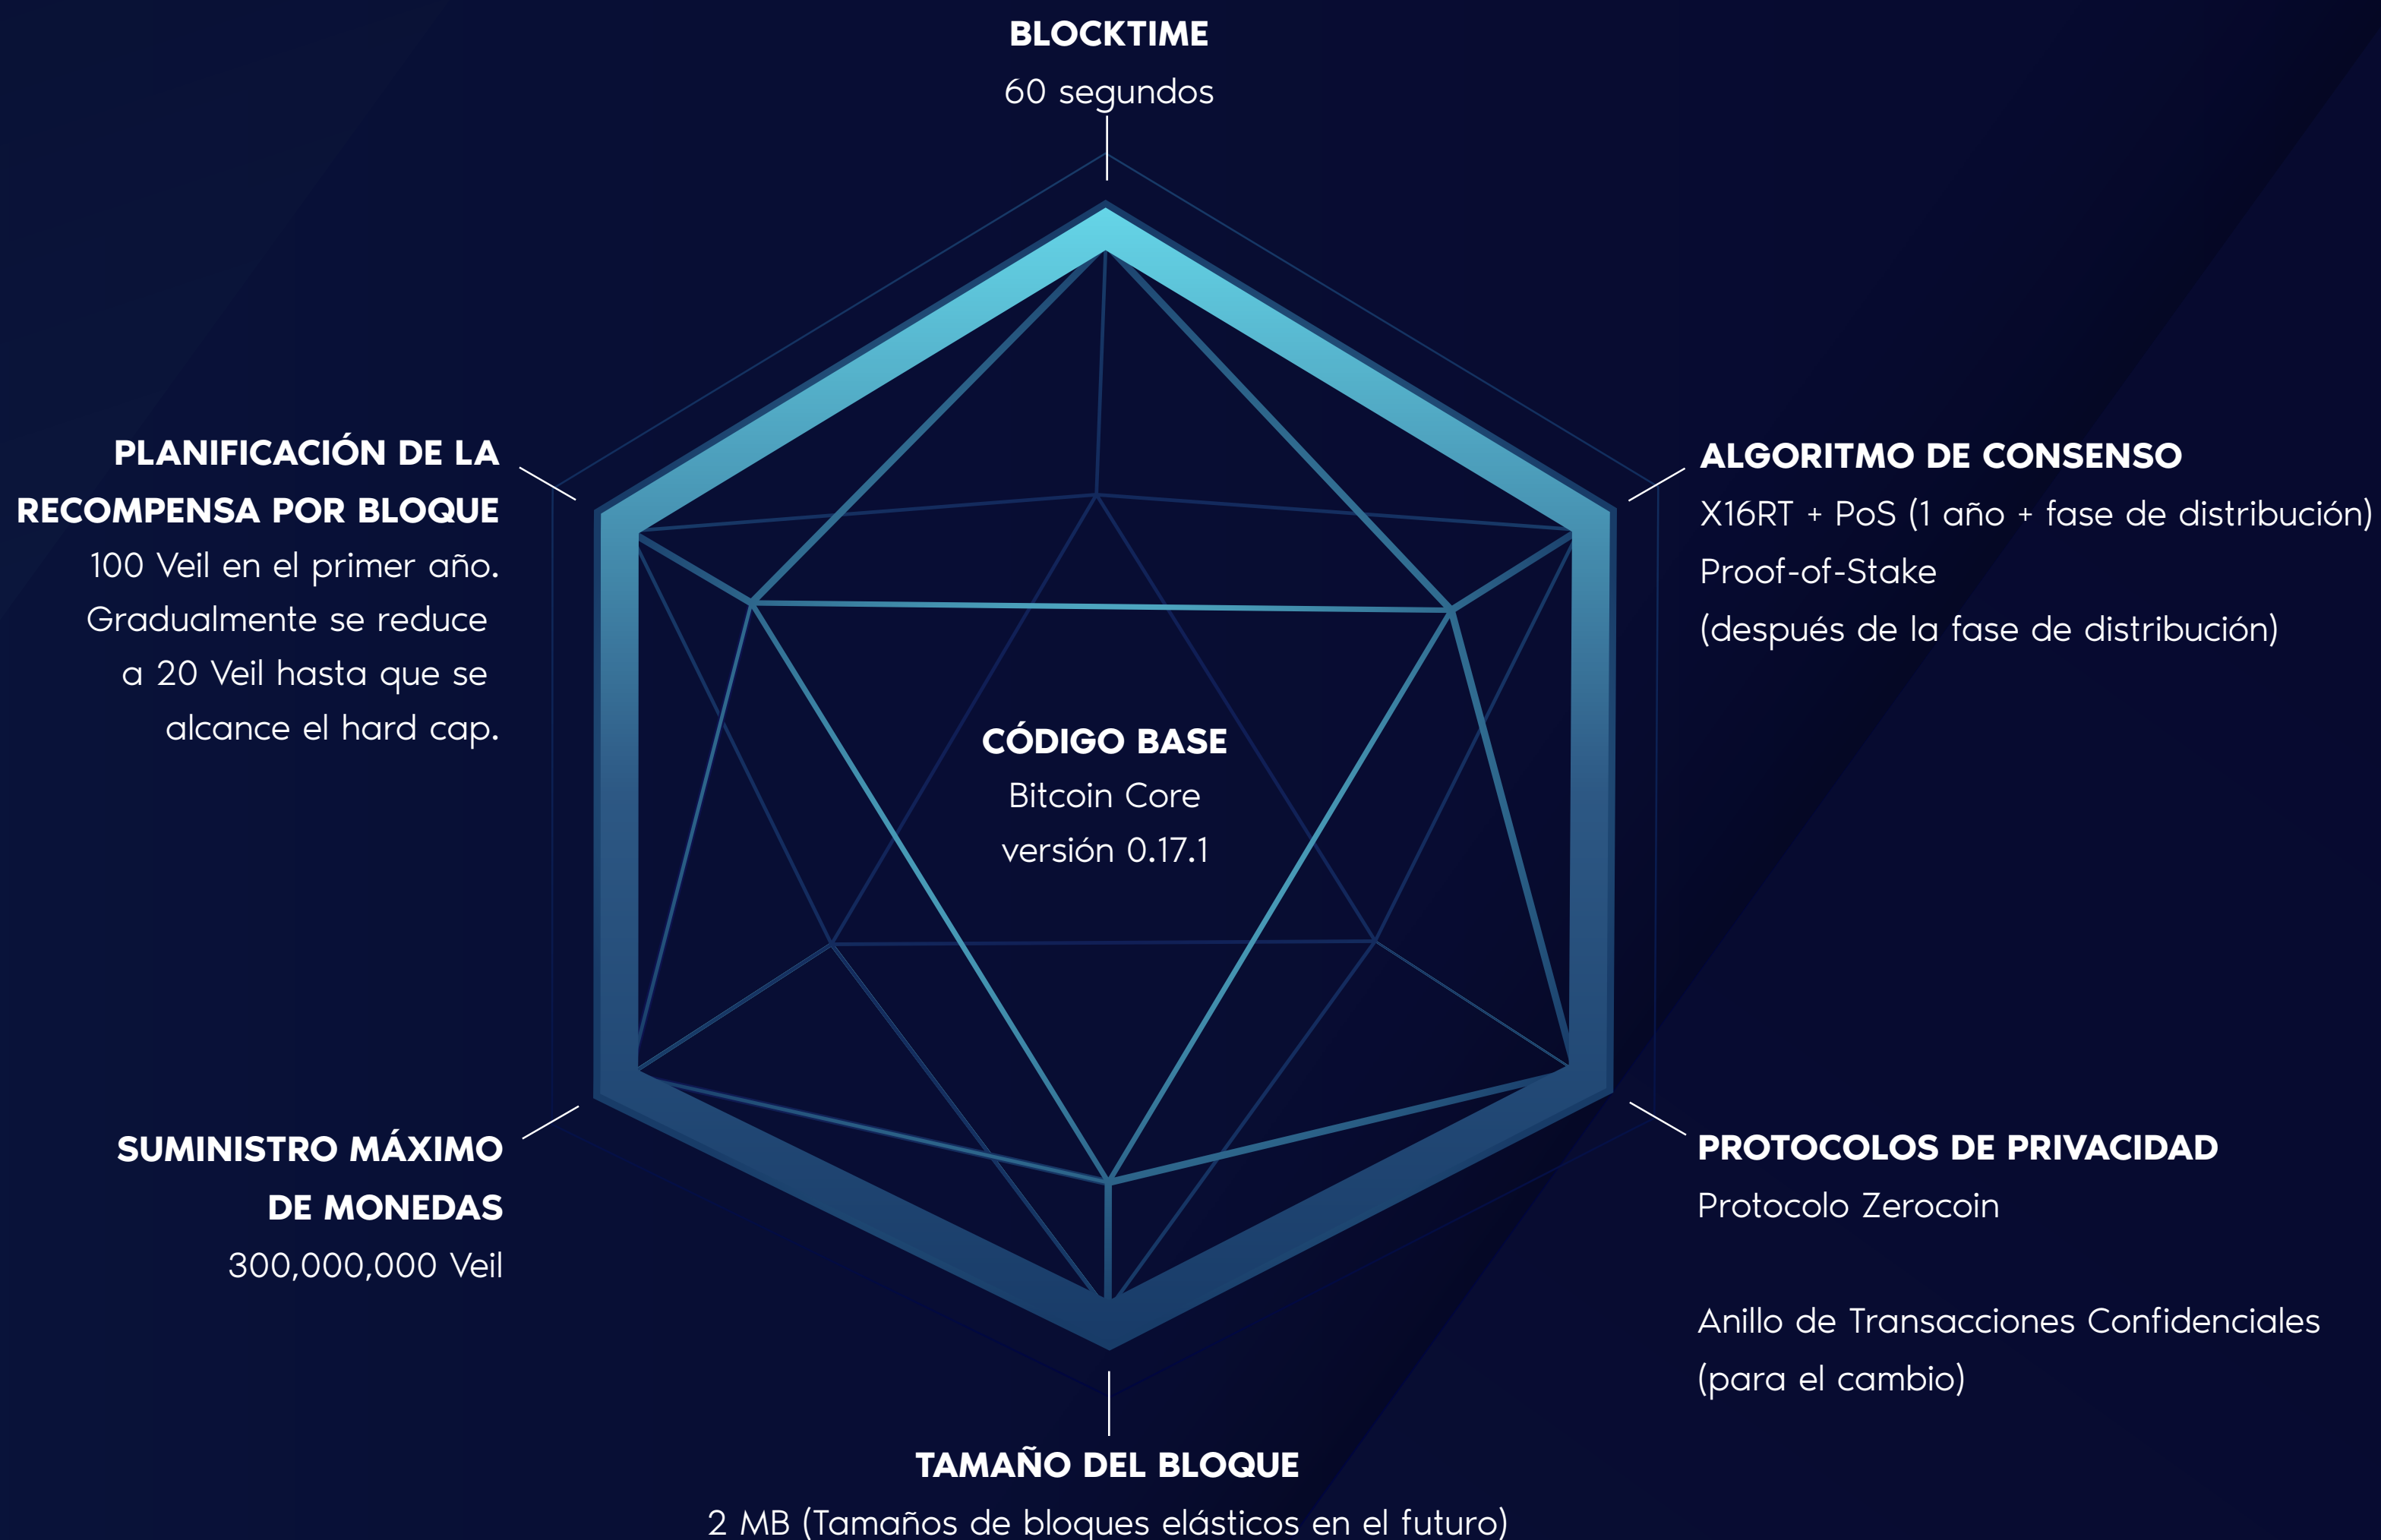 BLOCKTIME
60 segundos
PLANIFICACIÓN DE LA
RECOMPENSA POR BLOQUE
100 Veil en el primer año.
Gradualmente se reduce
a 20 Veil hasta que se
alcance el hard cap.
ALGORITMO DE CONSENSO
X16RT + PoS (1 año + fase de distribución)
Proof-of-Stake
(después de la fase de distribución)
CÓDIGO BASE
Bitcoin Core
versión 0.17.1
SUMINISTRO MÁXIMO
DE MONEDAS
300,000,000 Veil
PROTOCOLOS DE PRIVACIDAD
Protocolo Zerocoin
Anillo de Transacciones Confidenciales
(para el cambio)
TAMAÑO DEL BLOQUE
2 MB (Tamaños de bloques elásticos en el futuro)